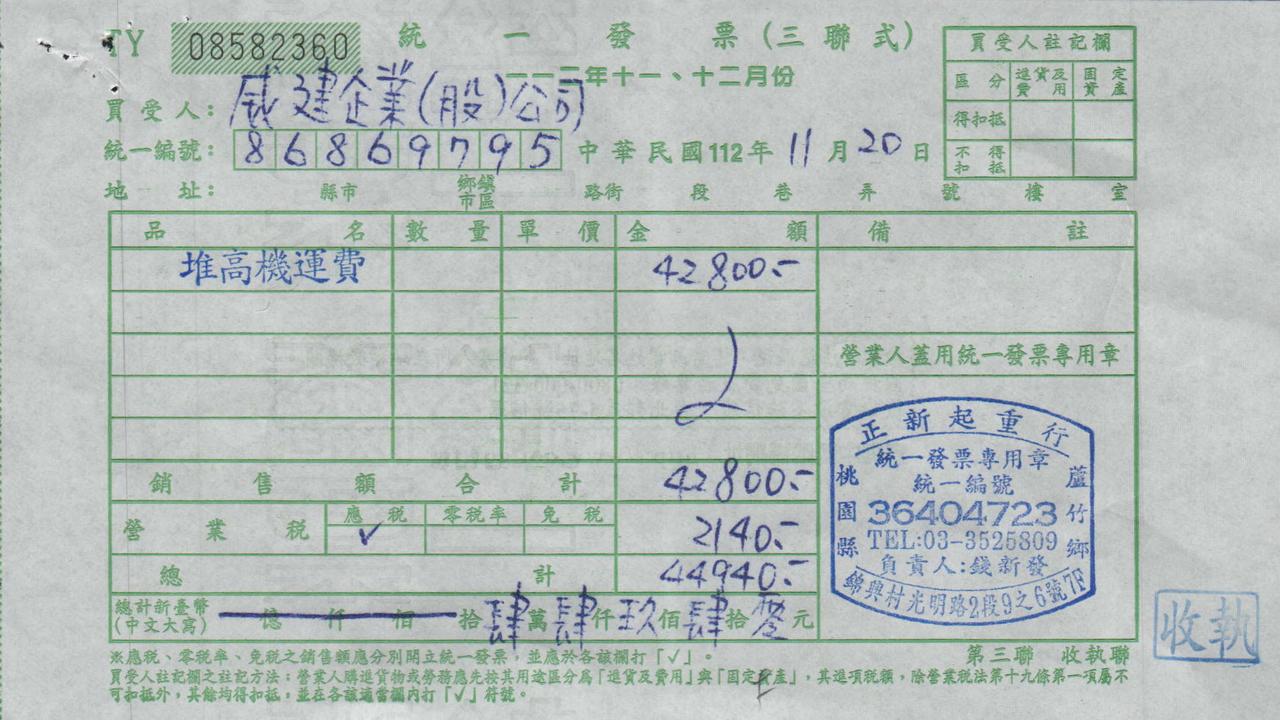 TY 08582360 統一發票(三聯式)
一一二年十一、十二月份
買受人註記欄
區分 進貨及費用 固定資產
得扣抵
不得扣抵
買受人: 威建企業(股)公司
統一編號: 86869795 中華民國112年11月20日
地址: 縣市 鄉鎮市區 路街 段 巷 弄 號 樓 室
品名 數量 單價 金額 備註
堆高機運費 42800.-
營業人蓋用統一發票專用章
銷售額合計 42800.-
營業稅 應稅 零稅率 免稅
✓ 2140.-
總計 44940.-
總計新臺幣(中文大寫) 億仟佰拾肆萬肆仟玖佰肆拾零元
正新起重行
統一發票專用章
統一編號
36404723
TEL:03-3525809
負責人:錢新發
桃園縣 蘆竹鄉
錦興村光明路2段9之6號7F
第三聯 收執聯
收執
※應稅、零稅率、免稅之銷售額應分別開立統一發票,並應於各該欄打「✓」。
買受人註記欄之註記方法:營業人購進貨物或勞務應先按其用途區分為「進貨及費用」與「固定資產」,其進項稅額,除營業稅法第十九條第一項屬不
可扣抵外,其餘均得扣抵,並在各該適當欄內打「✓」符號。